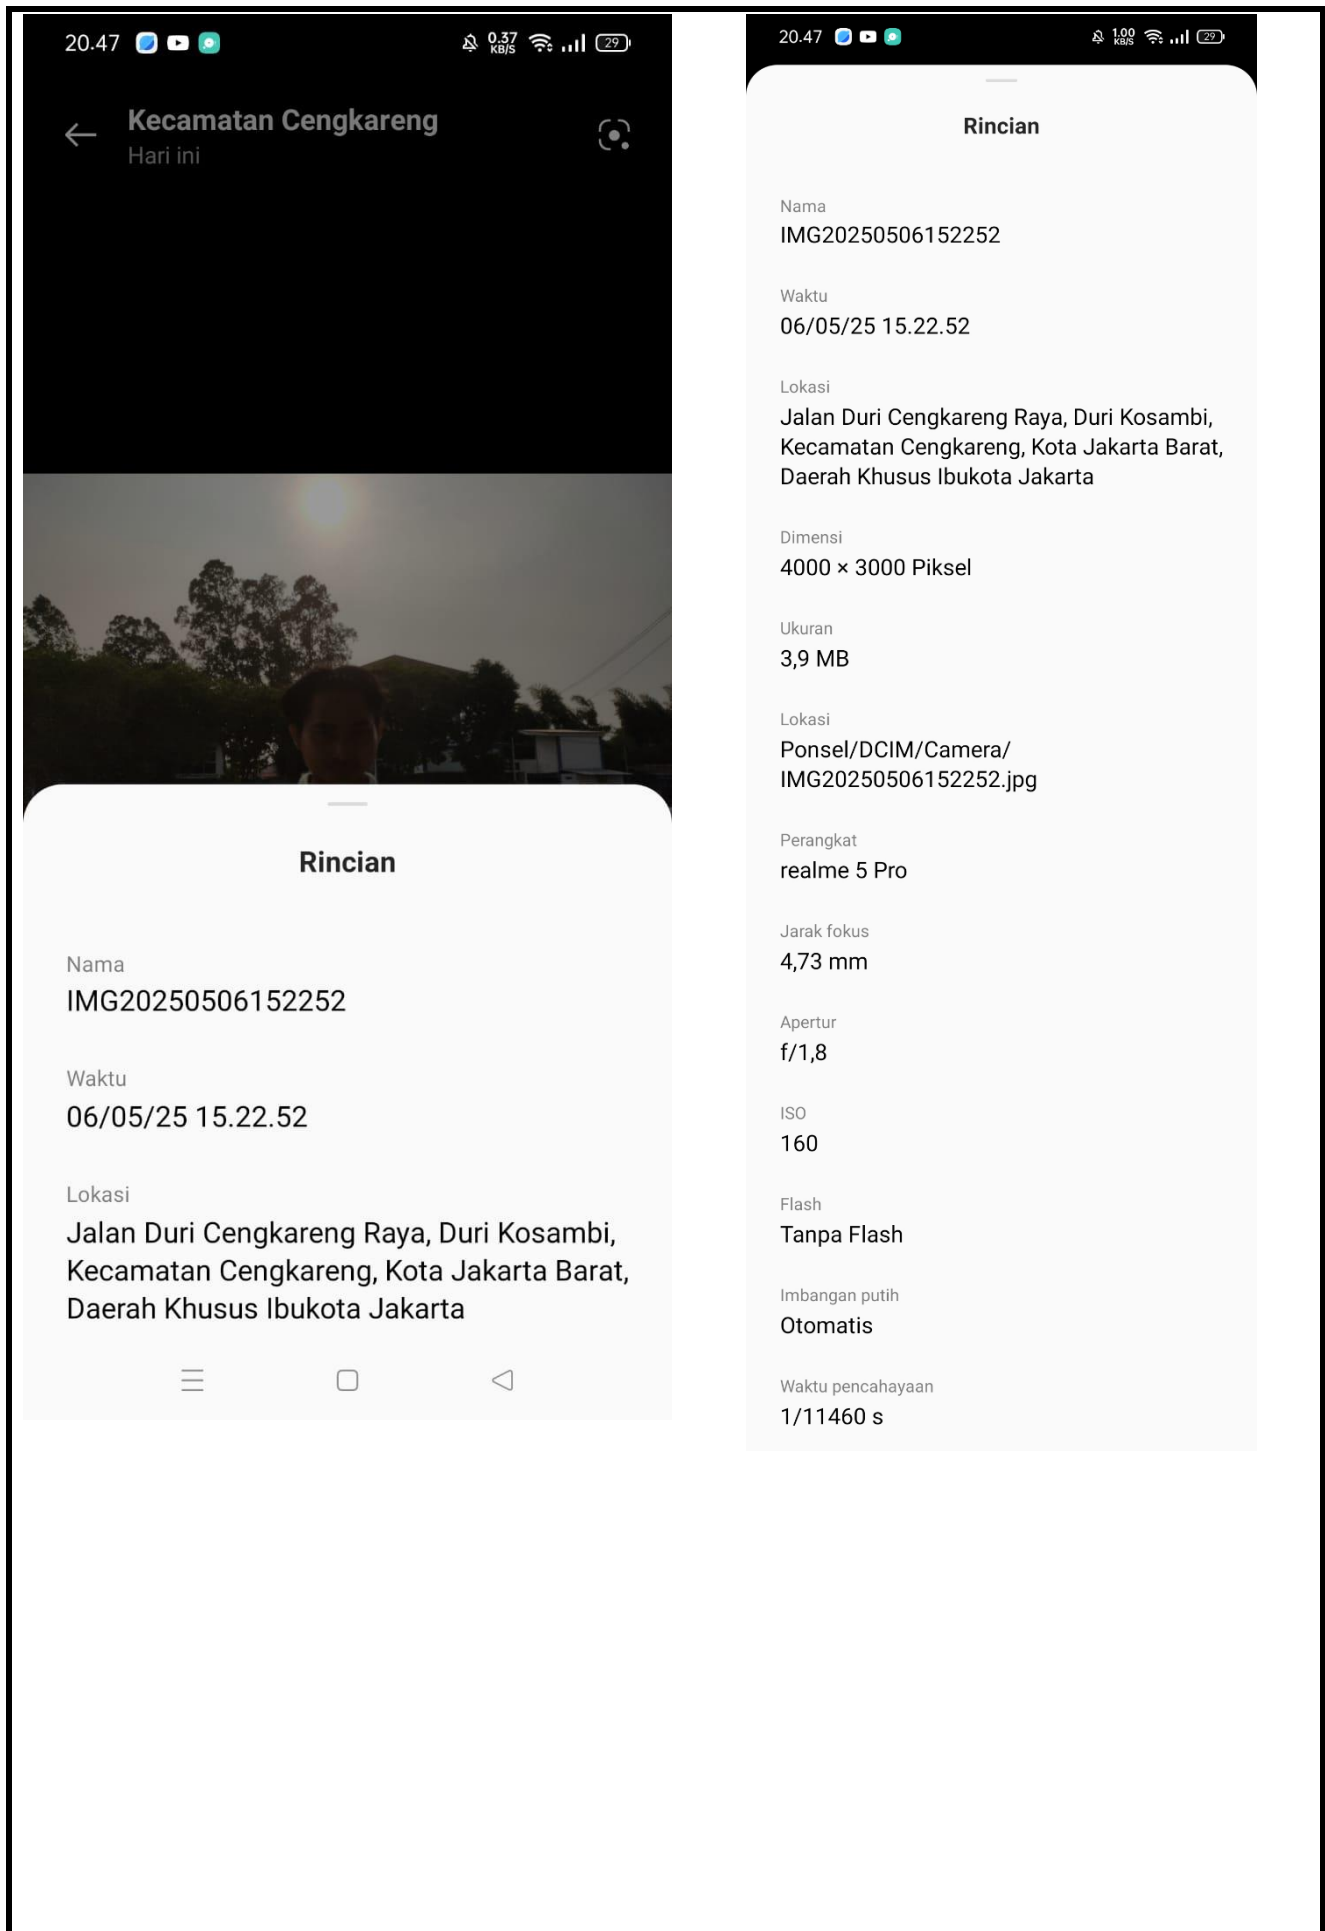 20.47
0.37
KB/S
29
Kecamatan Cengkareng
Hari ini
Rincian
Nama
IMG20250506152252
Waktu
06/05/25 15.22.52
Lokasi
Jalan Duri Cengkareng Raya, Duri Kosambi,
Kecamatan Cengkareng, Kota Jakarta Barat,
Daerah Khusus Ibukota Jakarta
20.47
1.00
KB/S
29
Rincian
Nama
IMG20250506152252
Waktu
06/05/25 15.22.52
Lokasi
Jalan Duri Cengkareng Raya, Duri Kosambi,
Kecamatan Cengkareng, Kota Jakarta Barat,
Daerah Khusus Ibukota Jakarta
Dimensi
4000 × 3000 Piksel
Ukuran
3,9 MB
Lokasi
Ponsel/DCIM/Camera/
IMG20250506152252.jpg
Perangkat
realme 5 Pro
Jarak fokus
4,73 mm
Apertur
f/1,8
ISO
160
Flash
Tanpa Flash
Imbangan putih
Otomatis
Waktu pencahayaan
1/11460 s